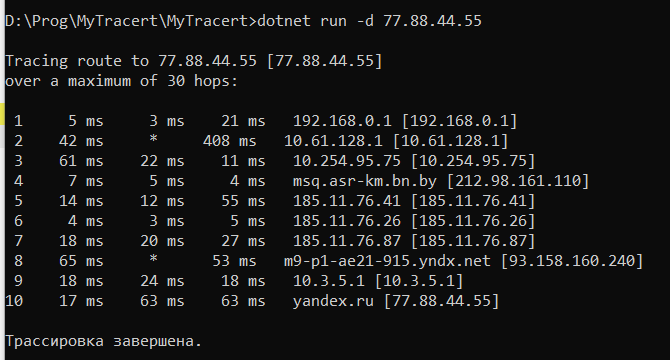 D:\Prog\MyTracert\MyTracert>dotnet run -d 77.88.44.55
Tracing route to 77.88.44.55 [77.88.44.55]
over a maximum of 30 hops:
1 5 ms 3 ms 21 ms 192.168.0.1 [192.168.0.1]
2 42 ms * 408 ms 10.61.128.1 [10.61.128.1]
3 61 ms 22 ms 11 ms 10.254.95.75 [10.254.95.75]
4 7 ms 5 ms 4 ms msq.asr-km.bn.by [212.98.161.110]
5 14 ms 12 ms 55 ms 185.11.76.41 [185.11.76.41]
6 4 ms 3 ms 5 ms 185.11.76.26 [185.11.76.26]
7 18 ms 20 ms 27 ms 185.11.76.87 [185.11.76.87]
8 65 ms * 53 ms m9-p1-ae21-915.yndx.net [93.158.160.240]
9 18 ms 24 ms 18 ms 10.3.5.1 [10.3.5.1]
10 17 ms 63 ms 63 ms yandex.ru [77.88.44.55]
Трассировка завершена.